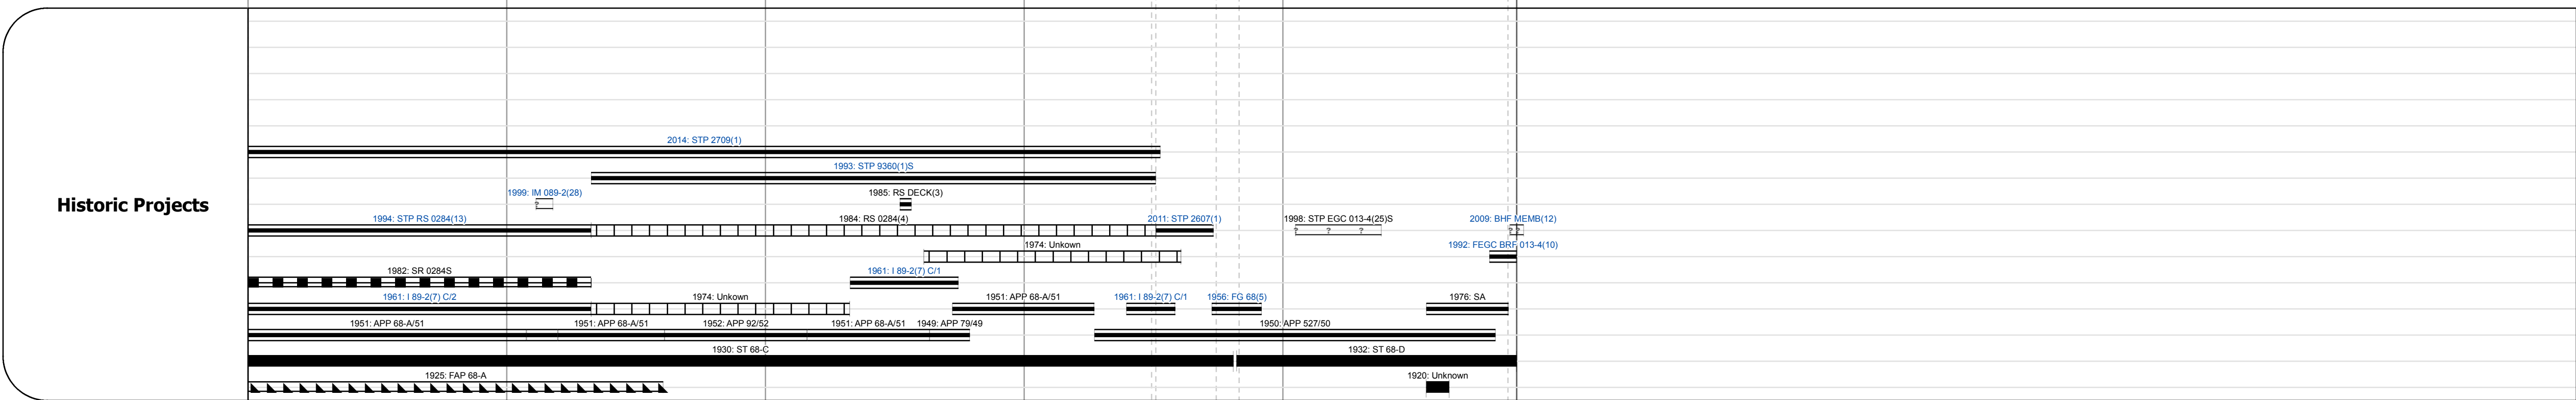 2014: STP 2709(1)
1993: STP 9360(1)S
1999: IM 089-2(28)
1985: RS DECK(3)
Historic Projects
1994: STP RS 0284(13)
1984: RS 0284(4)
2011: STP 2607(1)
1998: STP EGC 013-4(25)S
2009: BHF MEMB(12)
? ? ? ? ? ?
1974: Unkown
1992: FEGC BRF 013-4(10)
1982: SR 0284S
1961: I 89-2(7) C/1
1961: I 89-2(7) C/2
1974: Unkown
1951: APP 68-A/51
1961: I 89-2(7) C/1
1956: FG 68(5)
1976: SA
1951: APP 68-A/51
1951: APP 68-A/51
1952: APP 92/52
1951: APP 68-A/51
1949: APP 79/49
1950: APP 527/50
1930: ST 68-C
1932: ST 68-D
1925: FAP 68-A
1920: Unknown